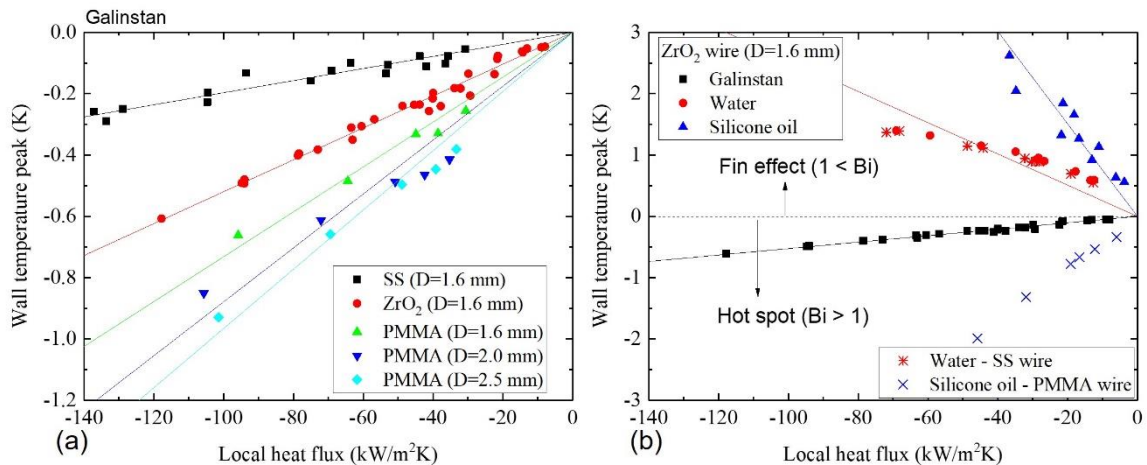 Galinstan
0.0
-0.2
-0.4
-0.6
-0.8
-1.0
-1.2
Wall temperature peak (K)
SS (D=1.6 mm)
ZrO₂ (D=1.6 mm)
PMMA (D=1.6 mm)
PMMA (D=2.0 mm)
PMMA (D=2.5 mm)
-140 -120 -100 -80 -60 -40 -20 0
(a)
Local heat flux (kW/m²K)
3
2
1
0
-1
-2
-3
Wall temperature peak (K)
ZrO₂ wire (D=1.6 mm)
Galinstan
Water
Silicone oil
Fin effect (1 < Bi)
Hot spot (Bi > 1)
Water - SS wire
Silicone oil - PMMA wire
-140 -120 -100 -80 -60 -40 -20 0
(b)
Local heat flux (kW/m²K)